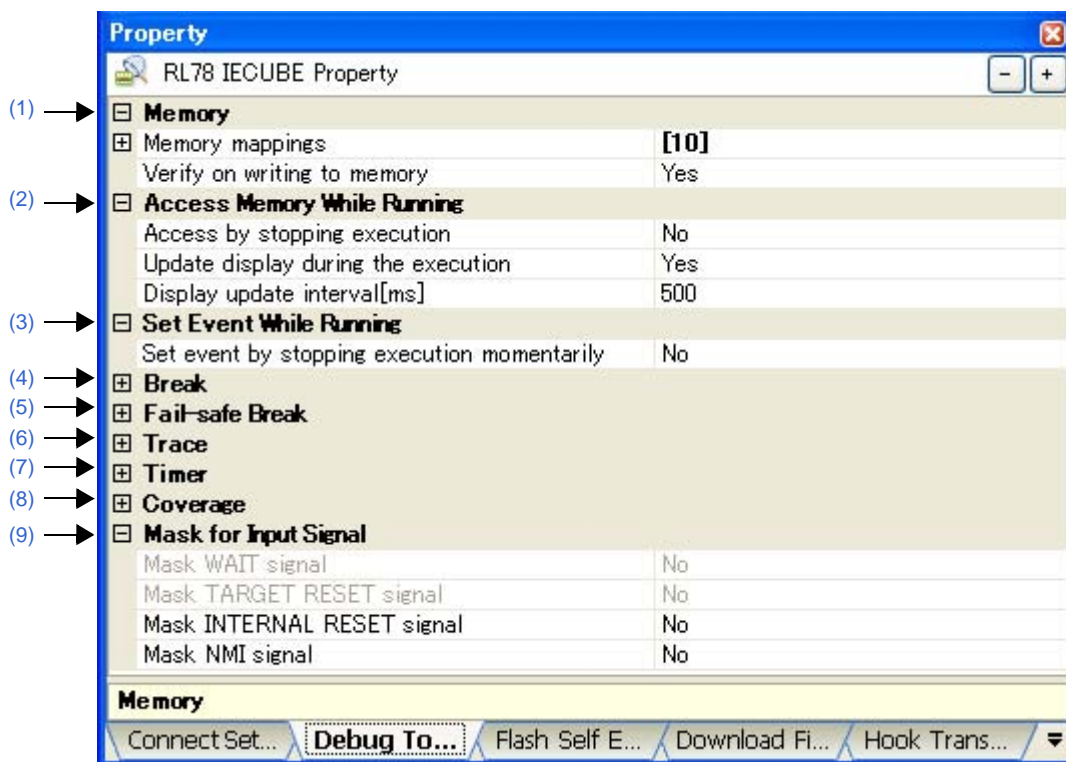 Property
RL78 IECUBE Property
- +
(1) Memory
Memory mappings [10]
Verify on writing to memory Yes
(2) Access Memory While Running
Access by stopping execution No
Update display during the execution Yes
Display update interval[ms] 500
(3) Set Event While Running
Set event by stopping execution momentarily No
(4) Break
(5) Fail-safe Break
(6) Trace
(7) Timer
(8) Coverage
(9) Mask for Input Signal
Mask WAIT signal No
Mask TARGET RESET signal No
Mask INTERNAL RESET signal No
Mask NMI signal No
Memory
Connect Set... Debug To... Flash Self E... Download Fi... Hook Trans...